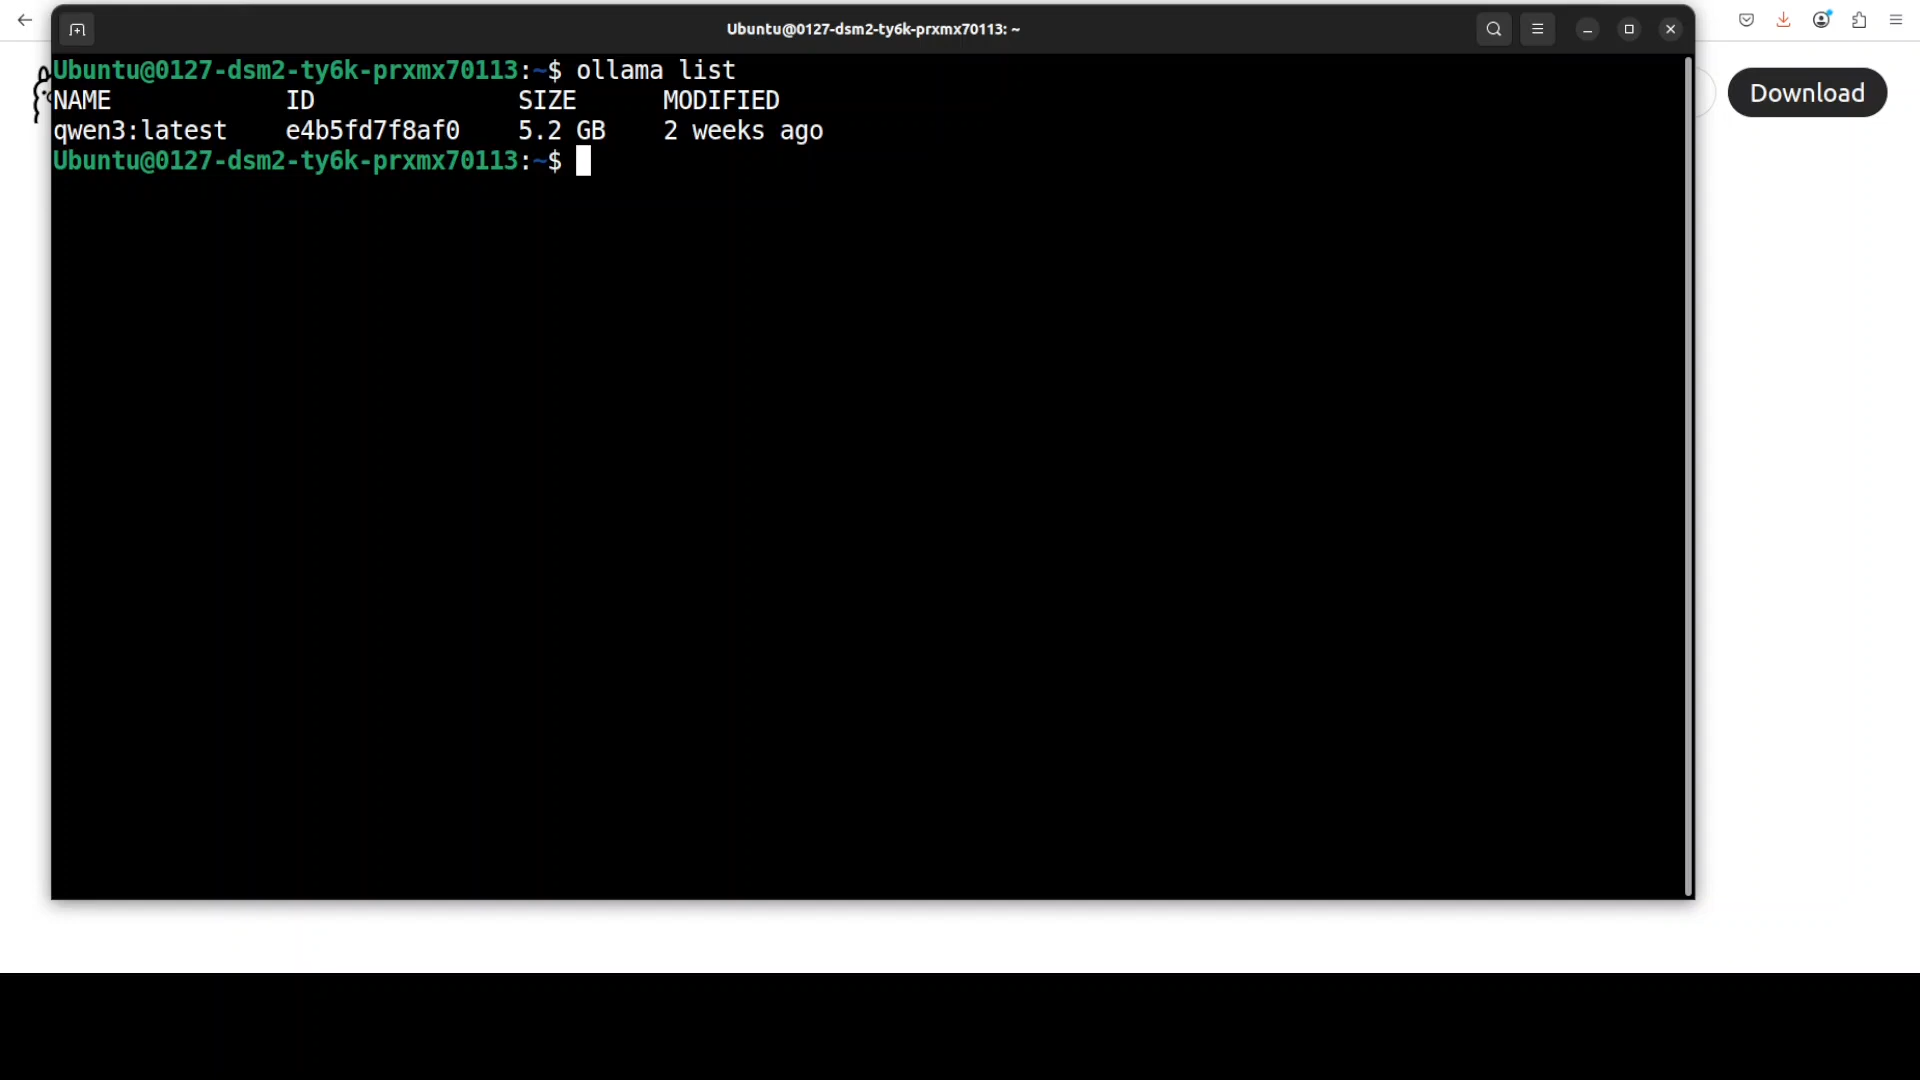 Ubuntu@0127-dsm2-ty6k-prxmx70113: ~
Ubuntu@0127-dsm2-ty6k-prxmx70113:~$ ollama list
NAME ID SIZE MODIFIED
qwen3:latest e4b5fd7f8af0 5.2 GB 2 weeks ago
Ubuntu@0127-dsm2-ty6k-prxmx70113:~$
Download